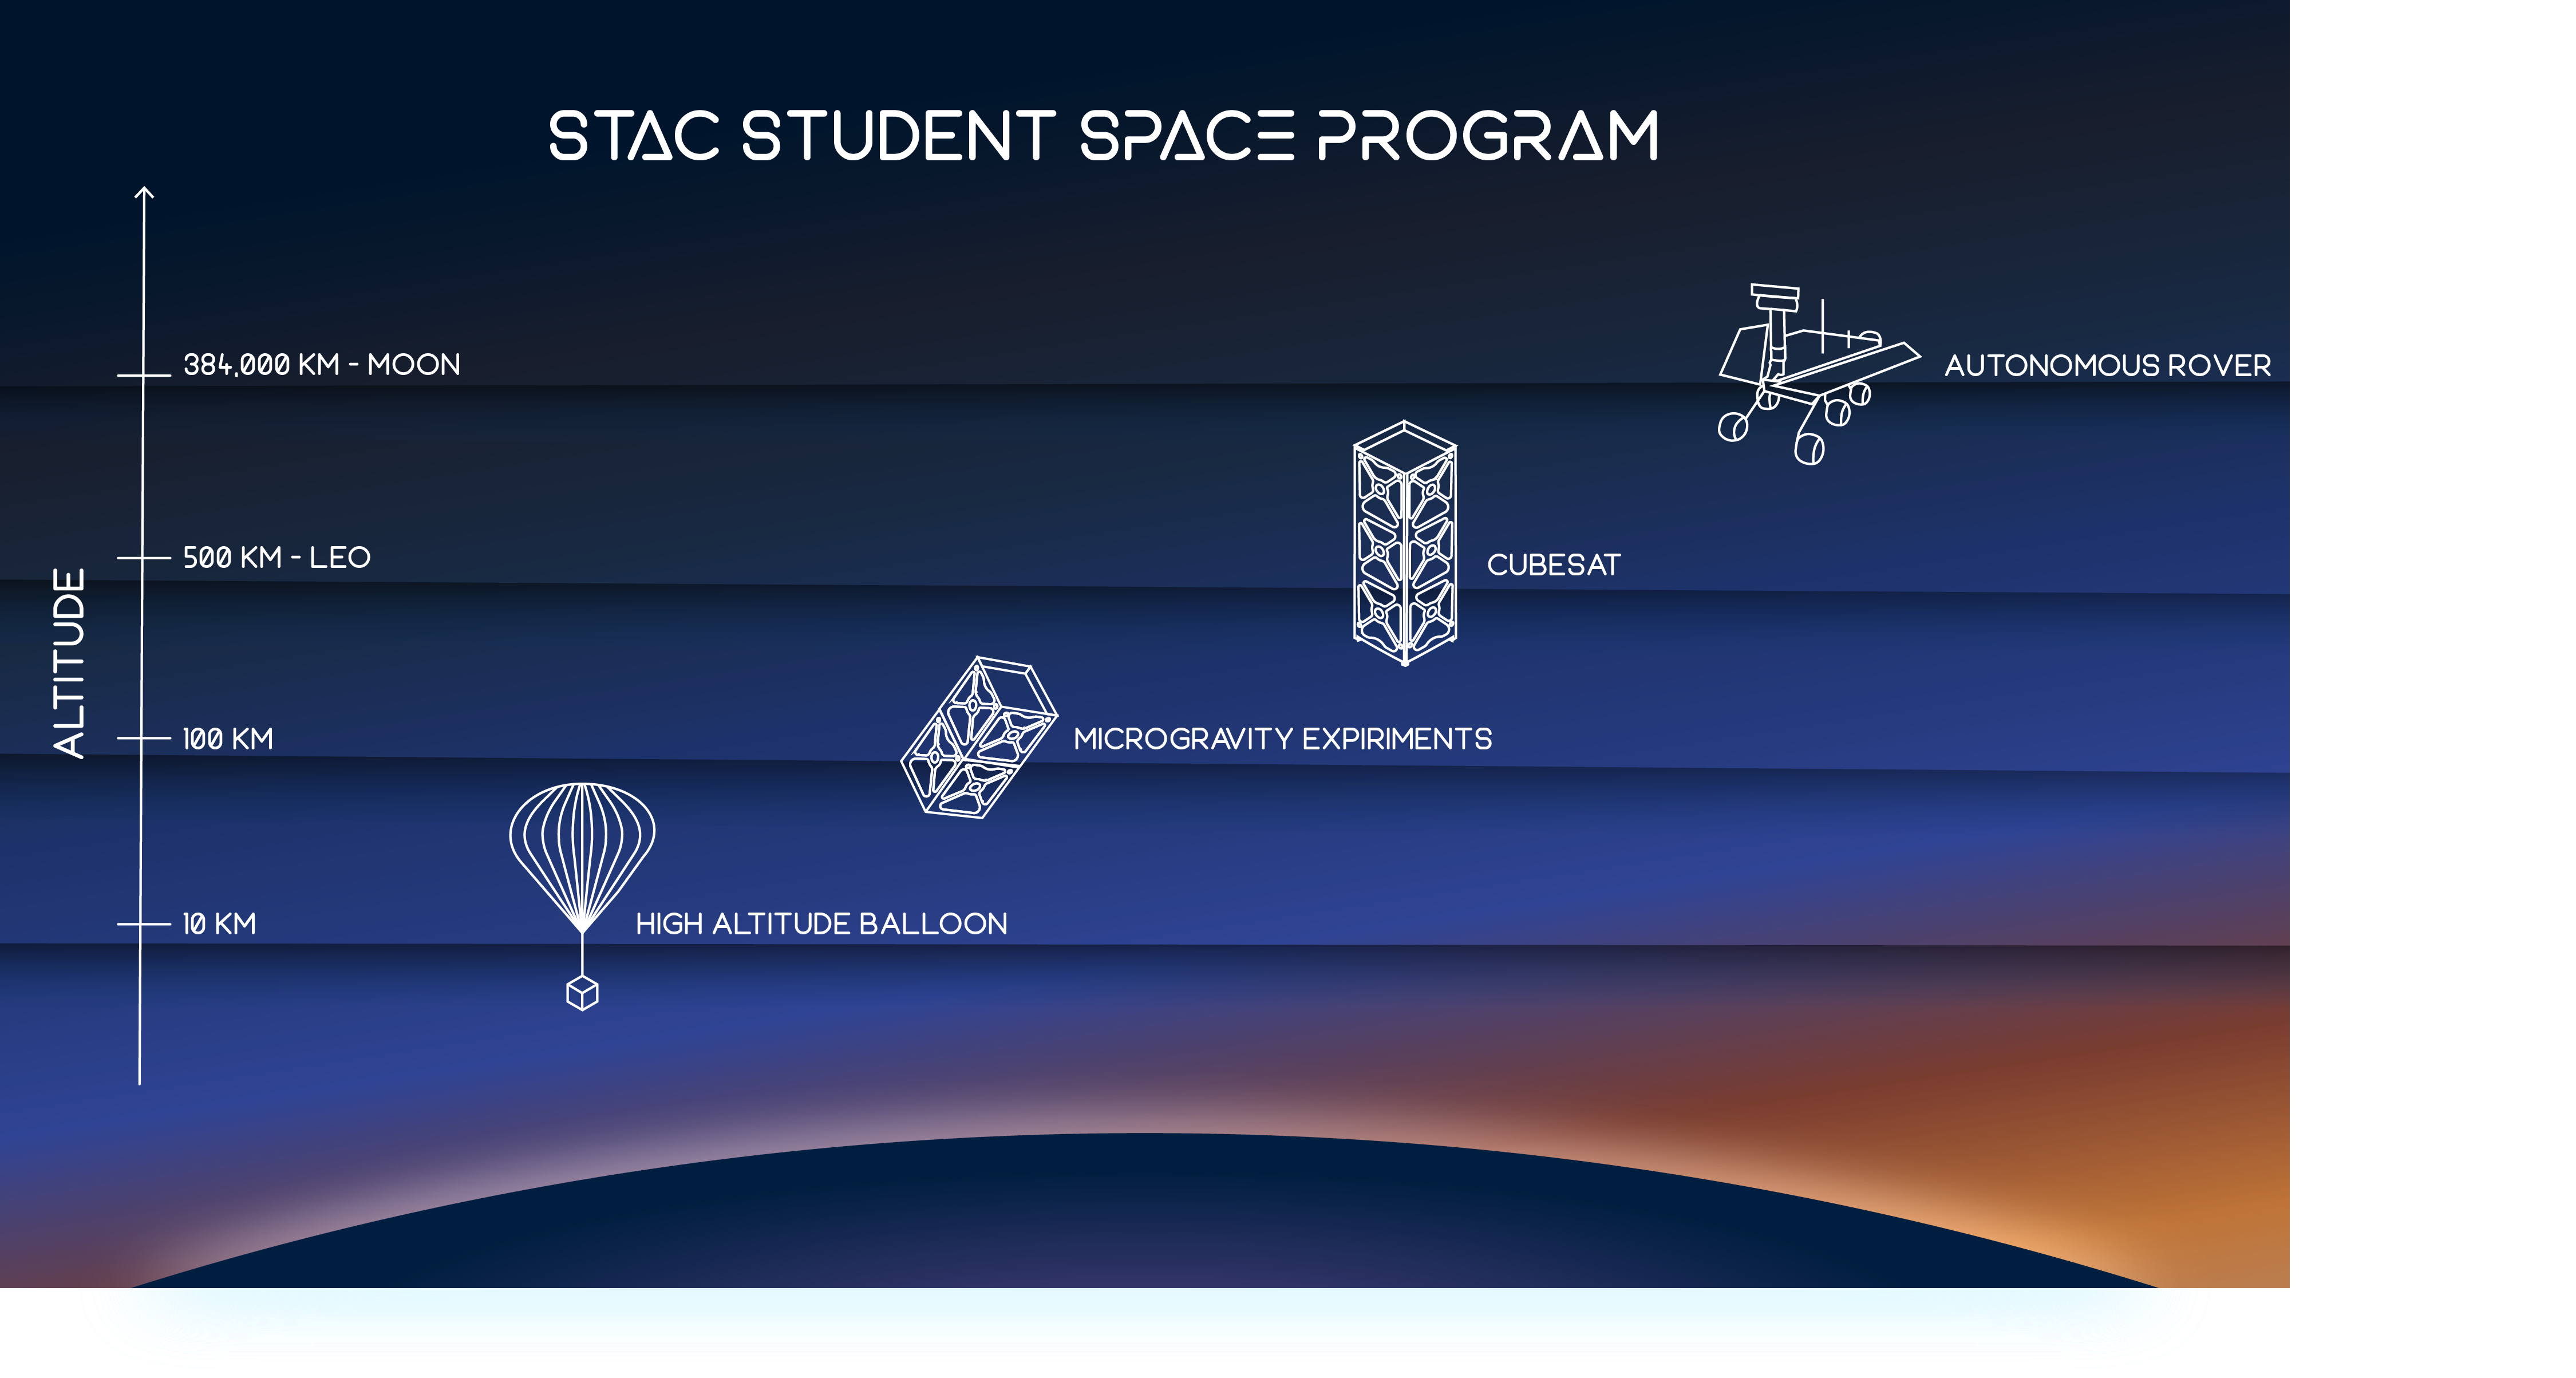 STAC STUDENT SPACE PROGRAM
ALTITUDE
384,000 KM - MOON
AUTONOMOUS ROVER
500 KM - LEO
CUBESAT
100 KM
MICROGRAVITY EXPIRIMENTS
10 KM
HIGH ALTITUDE BALLOON